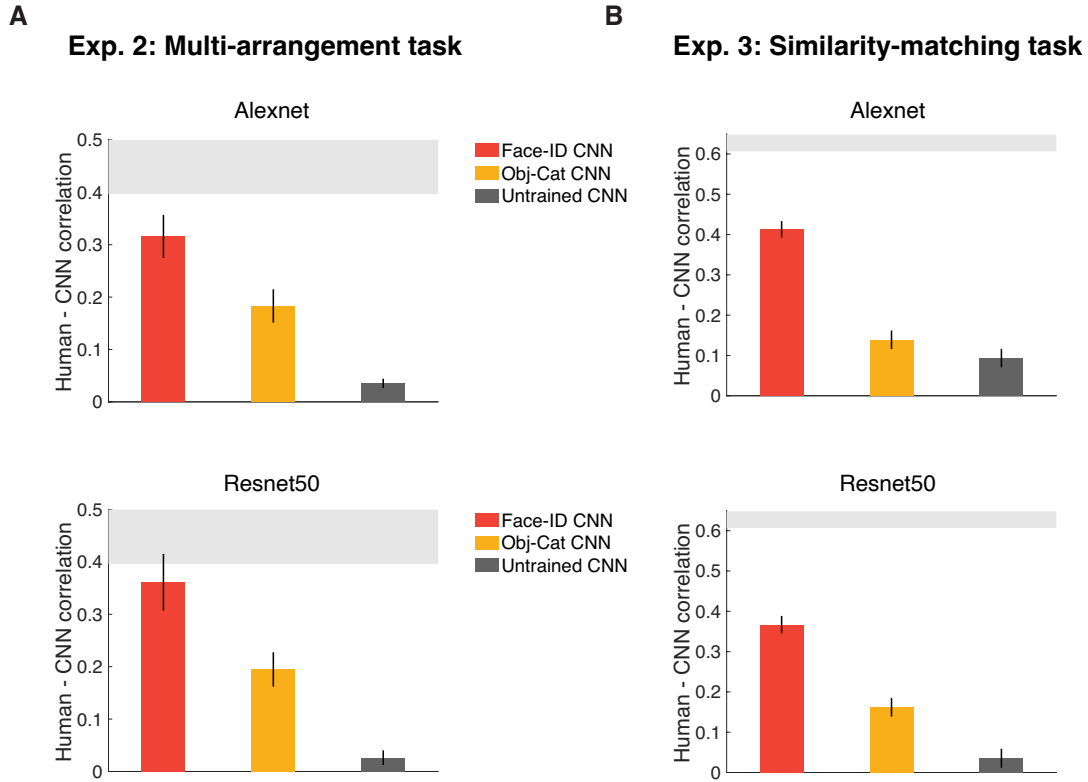 A
Exp. 2: Multi-arrangement task
Alexnet
0.5
0.4
0.3
0.2
0.1
0
Human - CNN correlation
Face-ID CNN
Obj-Cat CNN
Untrained CNN
Resnet50
0.5
0.4
0.3
0.2
0.1
0
Human - CNN correlation
Face-ID CNN
Obj-Cat CNN
Untrained CNN
B
Exp. 3: Similarity-matching task
Alexnet
0.6
0.5
0.4
0.3
0.2
0.1
0
Human - CNN correlation
Resnet50
0.6
0.5
0.4
0.3
0.2
0.1
0
Human - CNN correlation